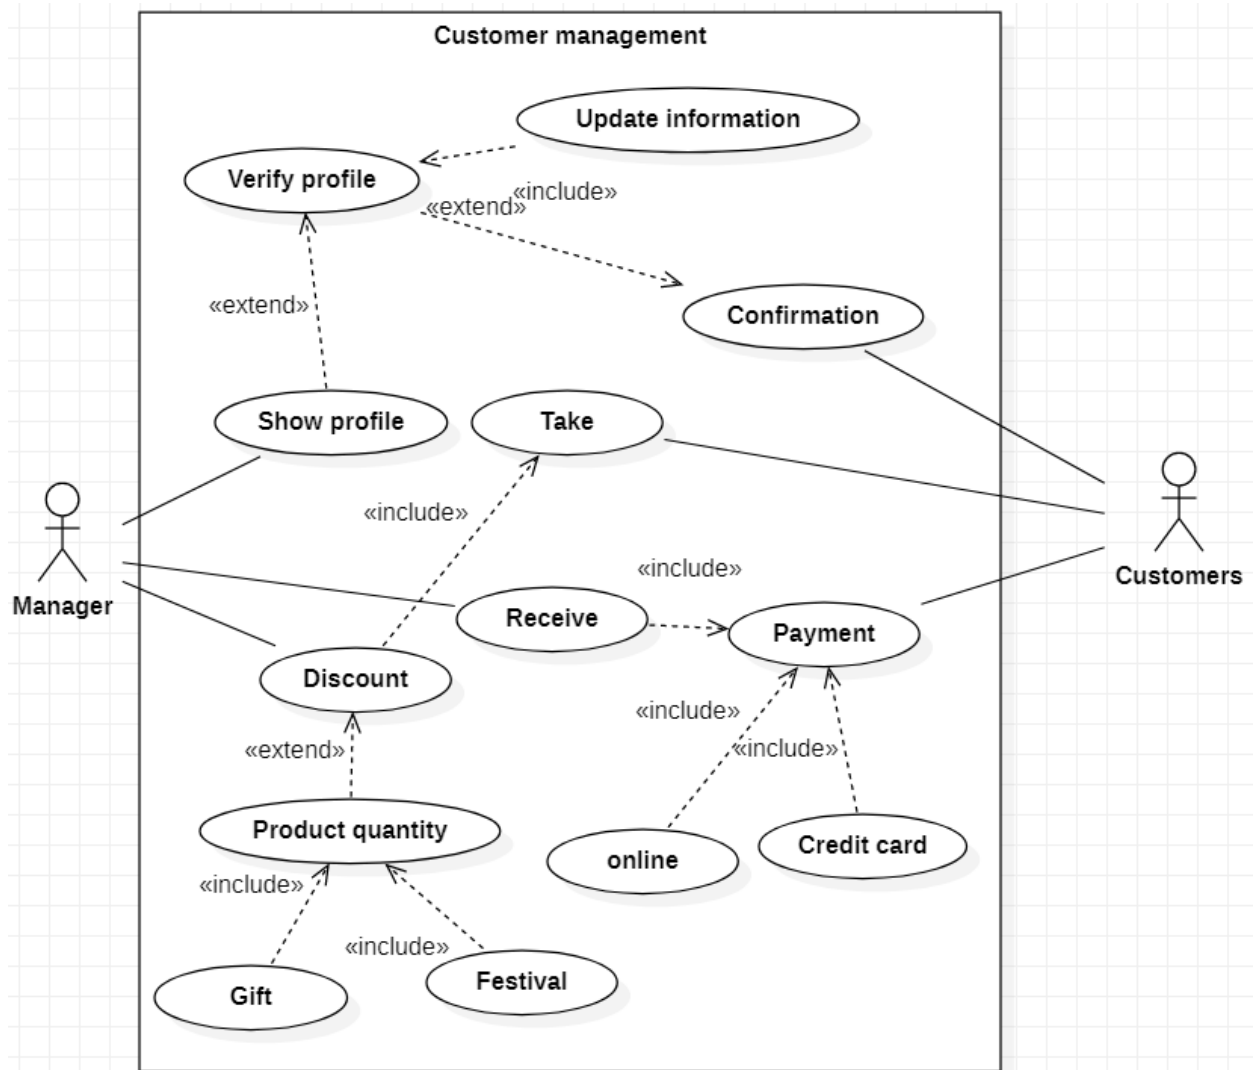 Customer management
Update information
Verify profile
«include»
«extend»
«extend»
Confirmation
Show profile
Take
«include»
«include»
Customers
Manager
Receive
Payment
Discount
«include»
«extend»
«include»
Product quantity
online
Credit card
«include»
«include»
Festival
Gift